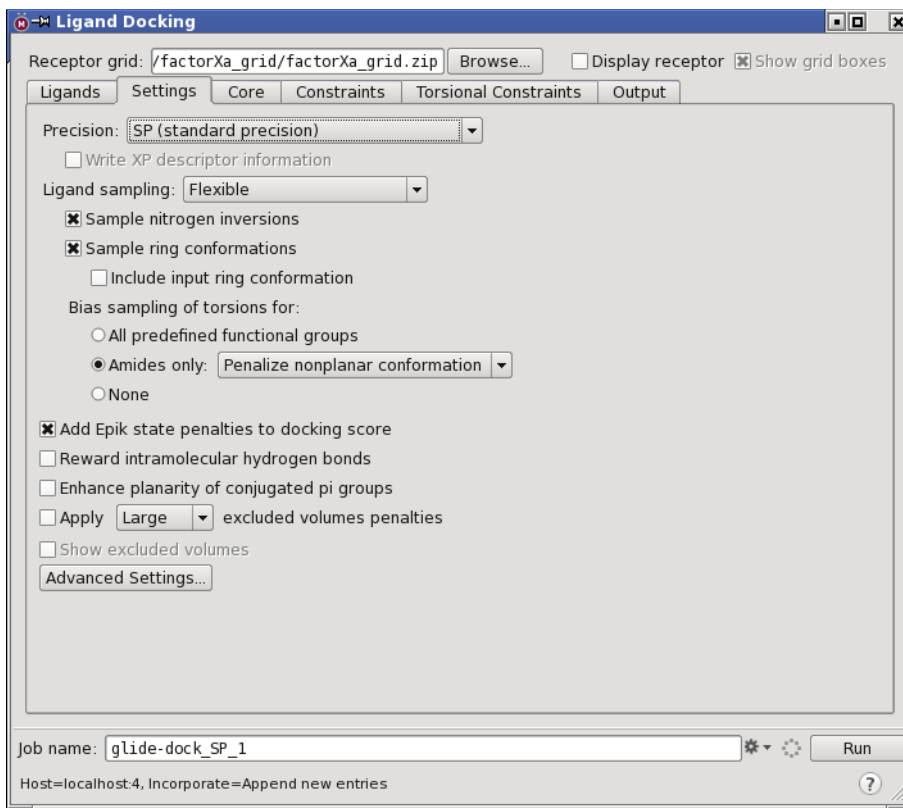 Ligand Docking
Receptor grid: /factorXa_grid/factorXa_grid.zip Browse... Display receptor Show grid boxes
Ligands Settings Core Constraints Torsional Constraints Output
Precision: SP (standard precision)
Write XP descriptor information
Ligand sampling: Flexible
Sample nitrogen inversions
Sample ring conformations
Include input ring conformation
Bias sampling of torsions for:
All predefined functional groups
Amides only: Penalize nonplanar conformation
None
Add Epik state penalties to docking score
Reward intramolecular hydrogen bonds
Enhance planarity of conjugated pi groups
Apply Large excluded volumes penalties
Show excluded volumes
Advanced Settings...
Job name: glide-dock_SP_1 Run
Host=localhost:4, Incorporate=Append new entries ?